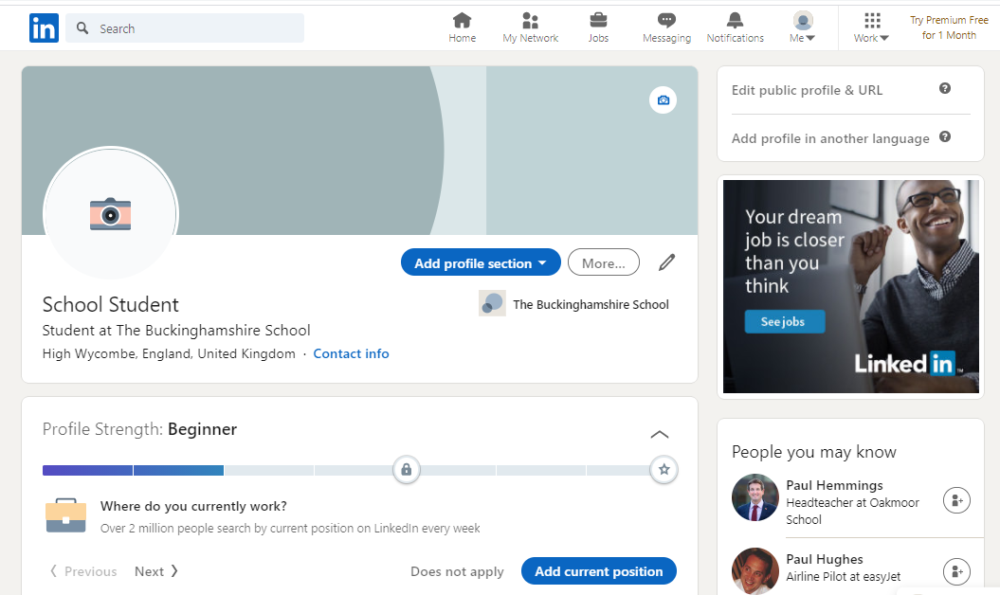 in
Search
Home
My Network
Jobs
Messaging
Notifications
Me
Work
Try Premium Free
for 1 Month
Add profile section
More...
School Student
Student at The Buckinghamshire School
High Wycombe, England, United Kingdom · Contact info
The Buckinghamshire School
Profile Strength: Beginner
Where do you currently work?
Over 2 million people search by current position on LinkedIn every week
Previous
Next
Does not apply
Add current position
Edit public profile & URL
?
Add profile in another language
?
Your dream
job is closer
than you
think
See jobs
LinkedIn ™
People you may know
Paul Hemmings
Headteacher at Oakmoor
School
Paul Hughes
Airline Pilot at easyJet